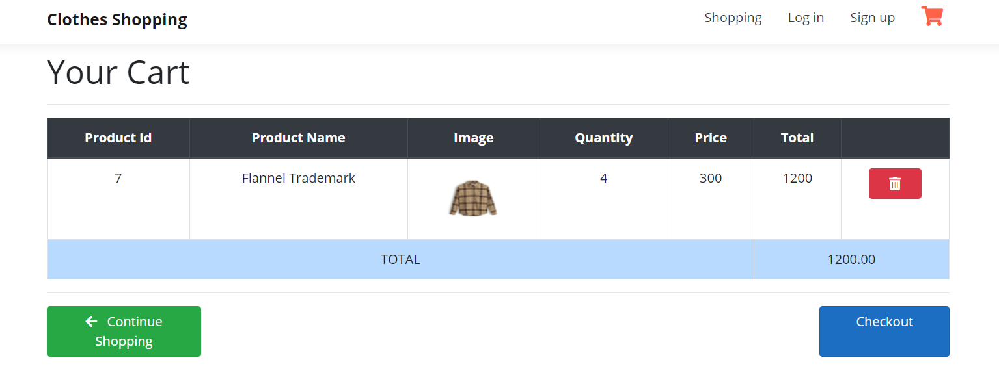 Clothes Shopping
Shopping Log in Sign up
Your Cart
Product Id Product Name Image Quantity Price Total
7 Flannel Trademark 4 300 1200
TOTAL 1200.00
Continue
Shopping
Checkout